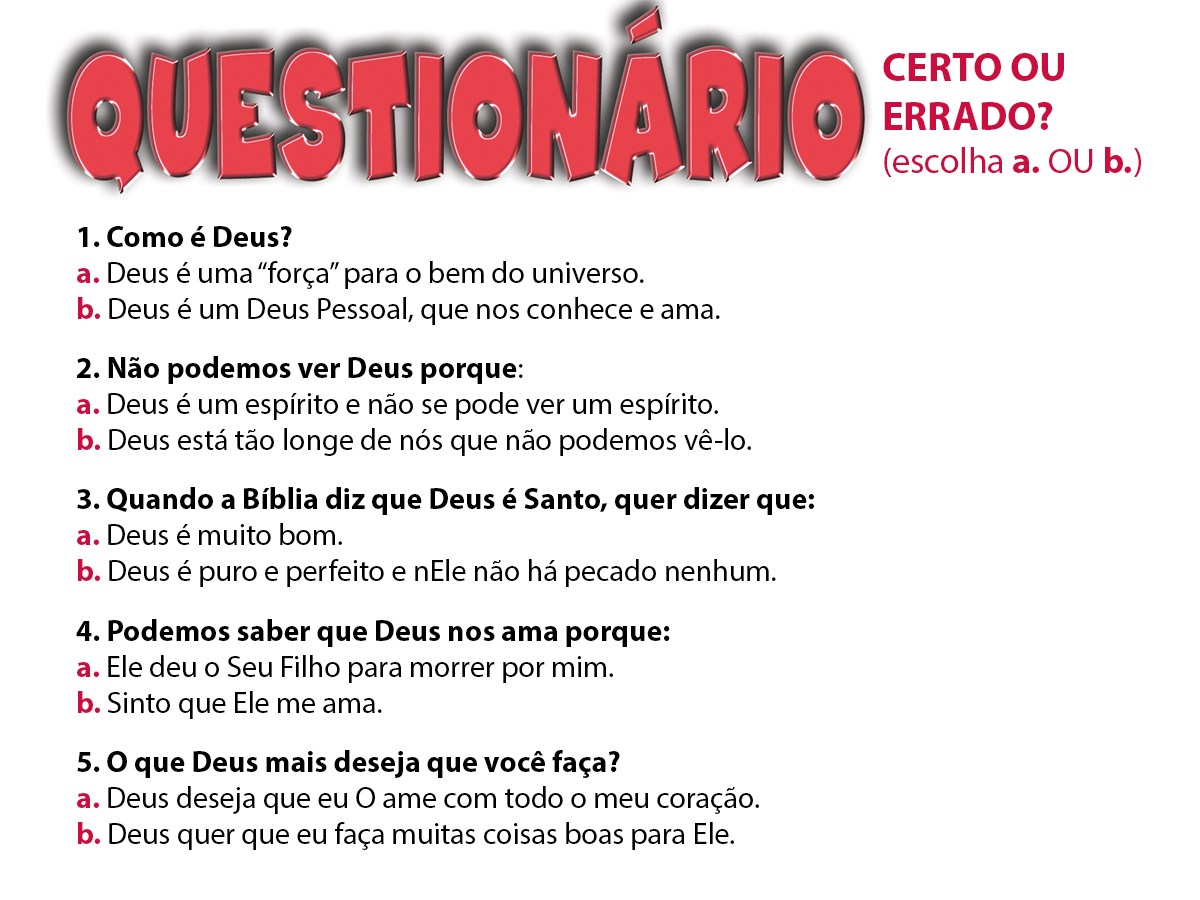 QUESTIONÁRIO
CERTO OU
ERRADO?
(escolha a. OU b.)
1. Como é Deus?
a. Deus é uma “força” para o bem do universo.
b. Deus é um Deus Pessoal, que nos conhece e ama.
2. Não podemos ver Deus porque:
a. Deus é um espírito e não se pode ver um espírito.
b. Deus está tão longe de nós que não podemos vê-lo.
3. Quando a Bíblia diz que Deus é Santo, quer dizer que:
a. Deus é muito bom.
b. Deus é puro e perfeito e nEle não há pecado nenhum.
4. Podemos saber que Deus nos ama porque:
a. Ele deu o Seu Filho para morrer por mim.
b. Sinto que Ele me ama.
5. O que Deus mais deseja que você faça?
a. Deus deseja que eu O ame com todo o meu coração.
b. Deus quer que eu faça muitas coisas boas para Ele.